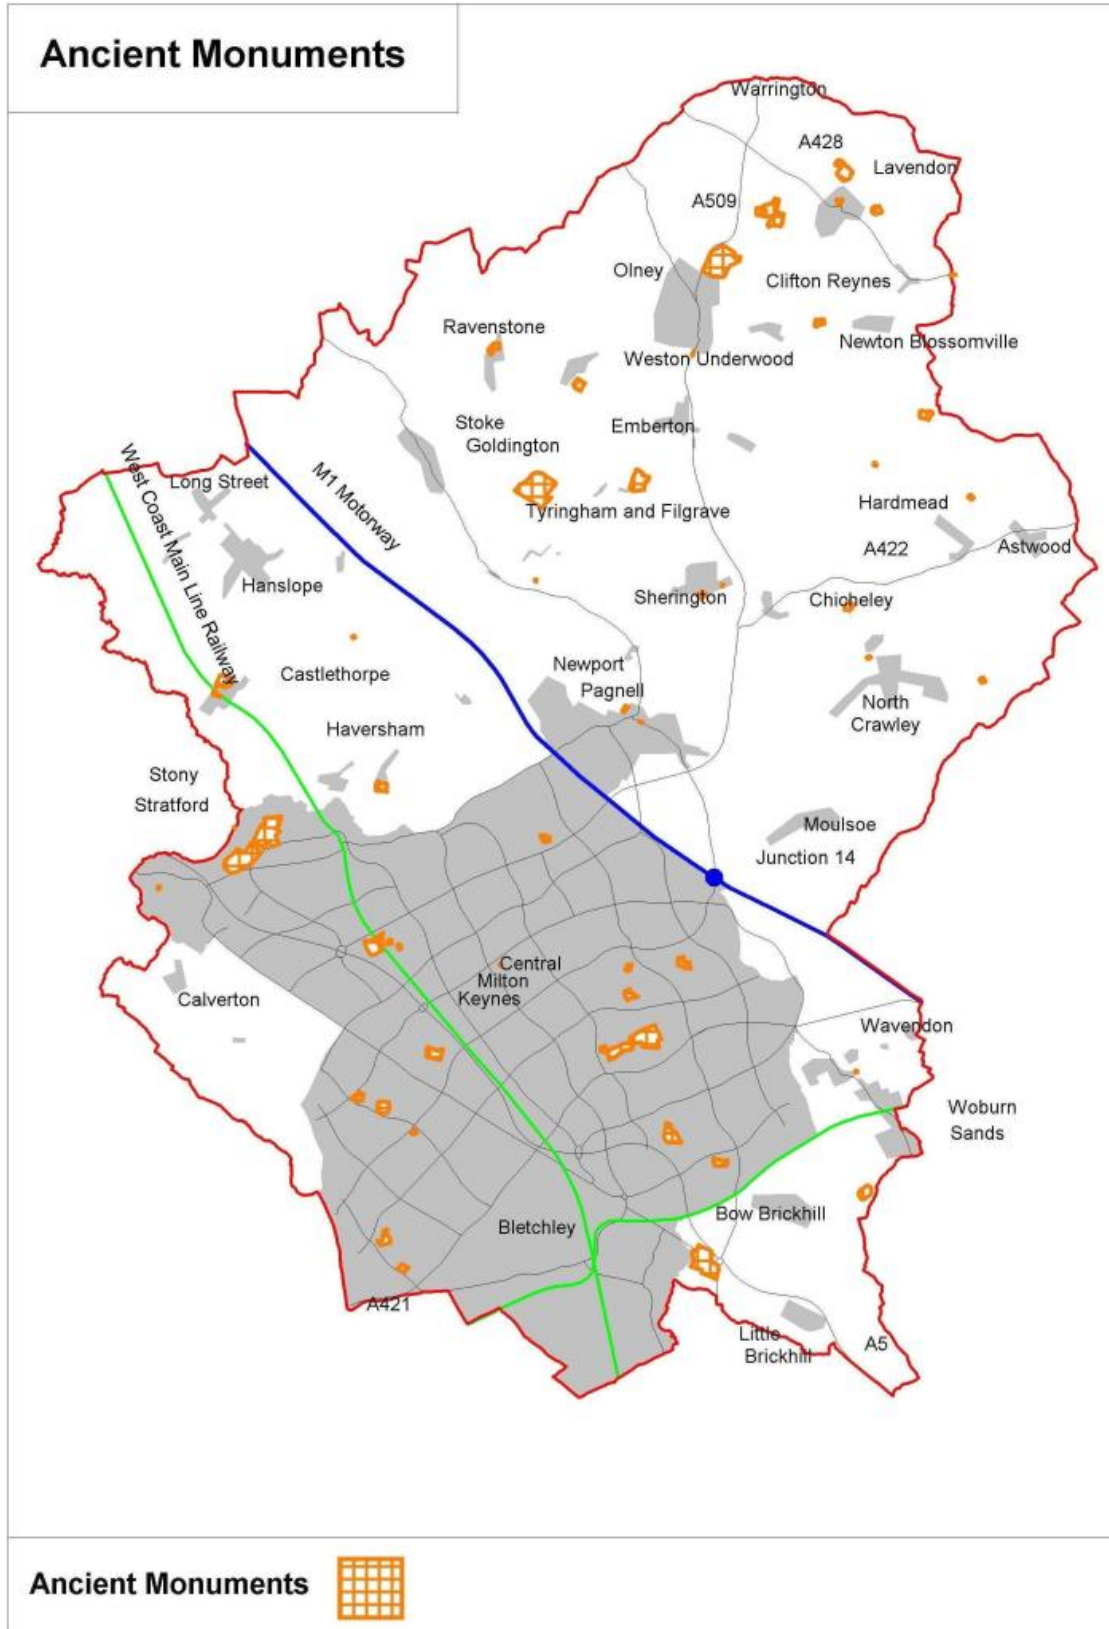 Ancient Monuments
Warrington
A428
Lavendon
A509
Olney
Clifton Reynes
Ravenstone
Newton Blossomville
Weston Underwood
Stoke
Goldington
Emberton
West Coast Main Line Railway
Long Street
M1 Motorway
Hardmead
Tyringham and Filgrave
A422
Astwood
Hanslope
Sherington
Chicheley
Castlethorpe
Newport
Pagnell
North
Crawley
Haversham
Stony
Stratford
Moulsoe
Junction 14
Central
Milton
Keynes
Calverton
Wavendon
Woburn
Sands
Bow Brickhill
Bletchley
A421
Little
Brickhill
A5
Ancient Monuments